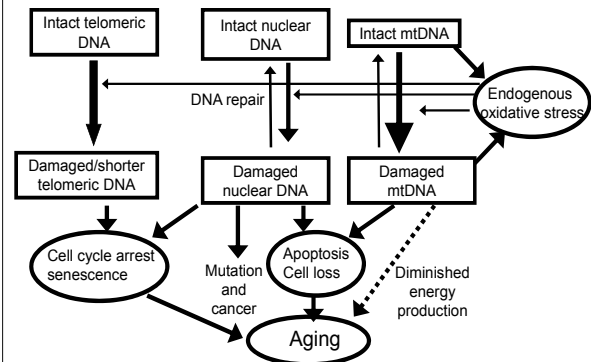 Intact telomeric
DNA
Intact nuclear
DNA
Intact mtDNA
DNA repair
Endogenous
oxidative stress
Damaged/shorter
telomeric DNA
Damaged
nuclear DNA
Damaged
mtDNA
Cell cycle arrest
senescence
Mutation
and
cancer
Apoptosis
Cell loss
Diminished
energy
production
Aging